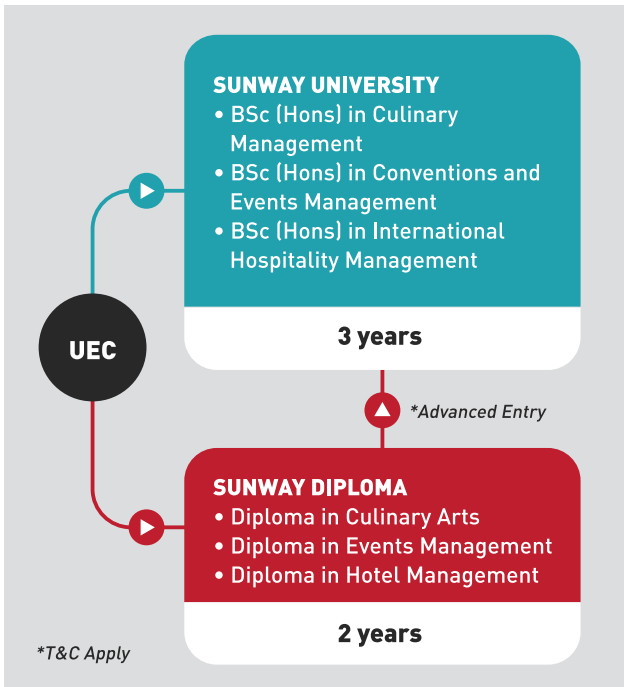 SUNWAY UNIVERSITY
• BSc (Hons) in Culinary
Management
• BSc (Hons) in Conventions and
Events Management
• BSc (Hons) in International
Hospitality Management
3 years
UEC
*Advanced Entry
SUNWAY DIPLOMA
• Diploma in Culinary Arts
• Diploma in Events Management
• Diploma in Hotel Management
2 years
*T&C Apply